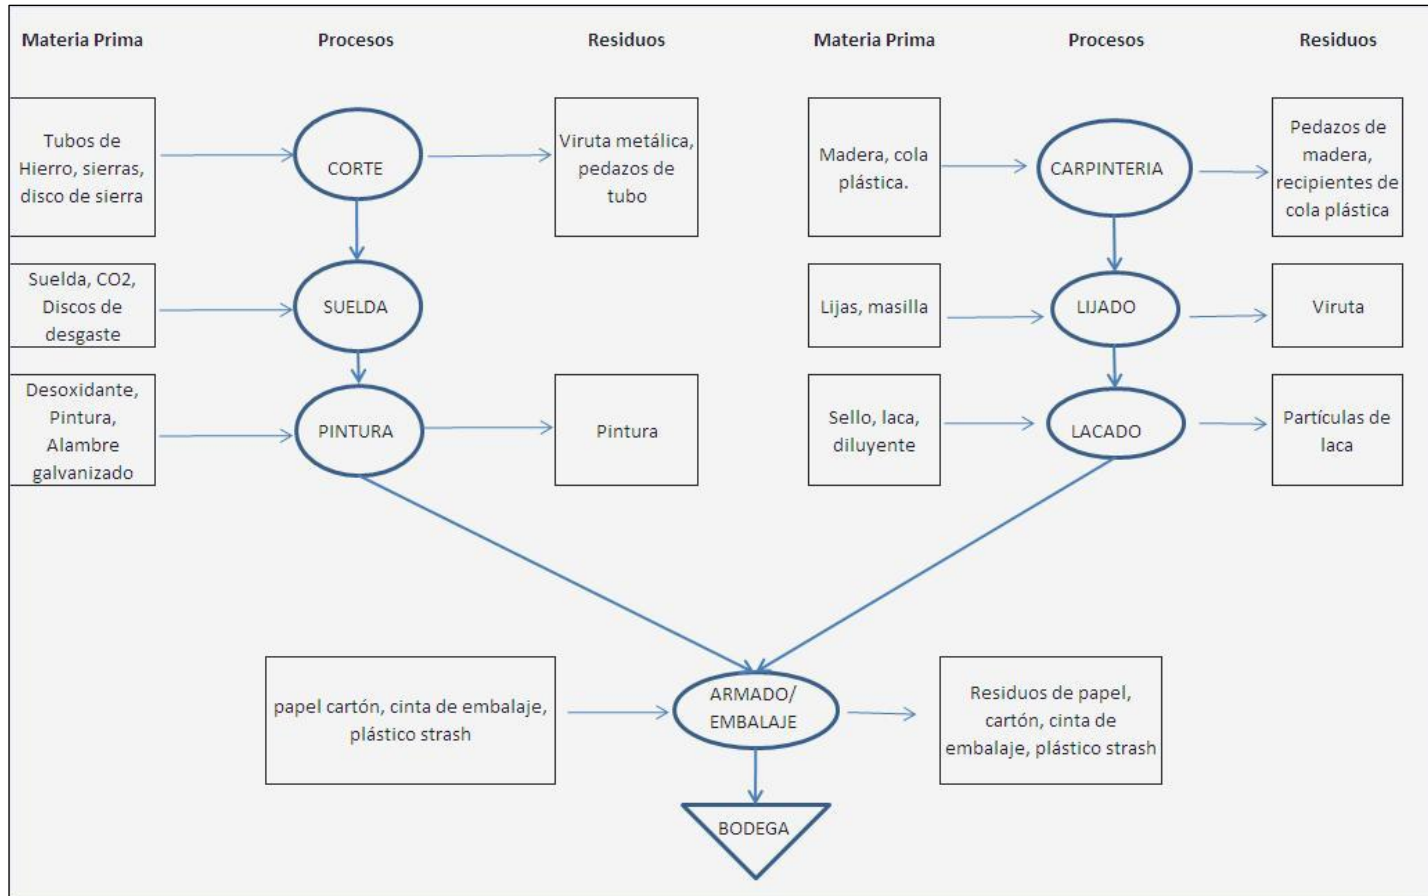 Materia Prima
Procesos
Residuos
Materia Prima
Procesos
Residuos
Tubos de
Hierro, sierras,
disco de sierra
CORTE
Viruta metálica,
pedazos de
tubo
Madera, cola
plástica.
CARPINTERIA
Pedazos de
madera,
recipientes de
cola plástica
Suelda, CO2,
Discos de
desgaste
SUELDA
Lijas, masilla
LIJADO
Viruta
Desoxidante,
Pintura,
Alambre
galvanizado
PINTURA
Pintura
Sello, laca,
diluyente
LACADO
Partículas de
laca
papel cartón, cinta de embalaje,
plástico strash
ARMADO/
EMBALAJE
Residuos de papel,
cartón, cinta de
embalaje, plástico strash
BODEGA